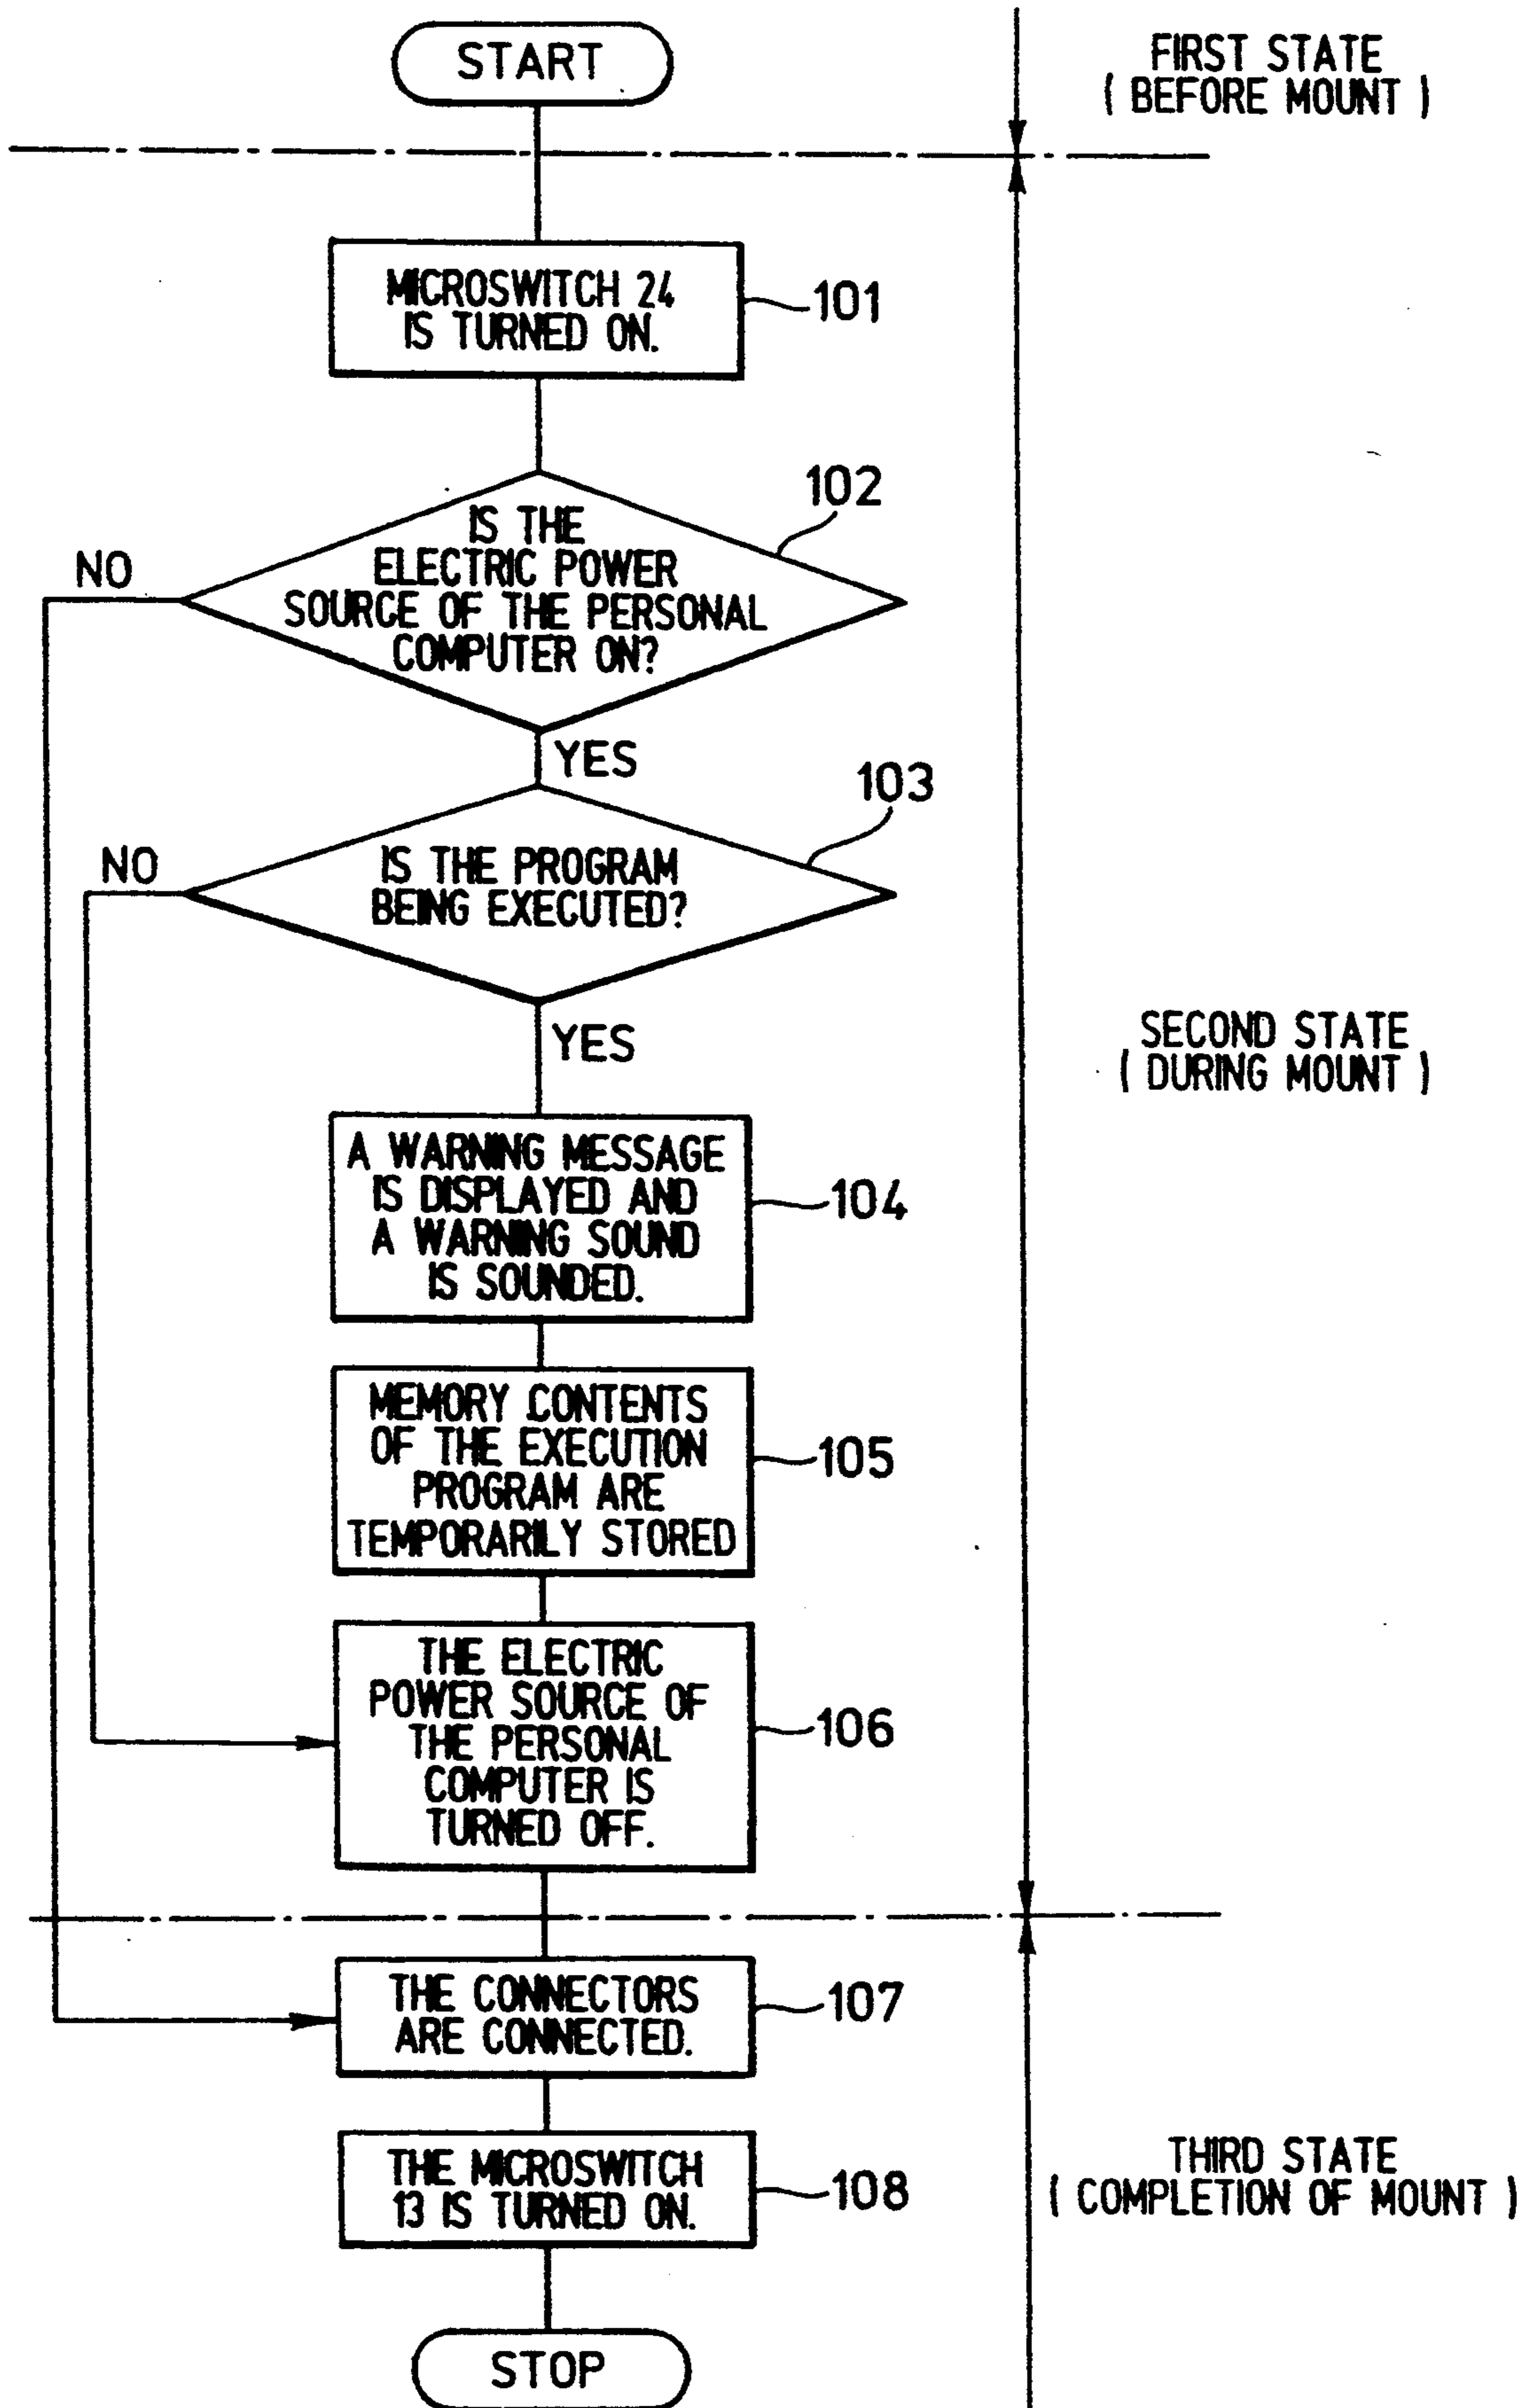 START
FIRST STATE
( BEFORE MOUNT )
MICROSWITCH 24
IS TURNED ON.
101
102
IS THE
ELECTRIC POWER
SOURCE OF THE PERSONAL
COMPUTER ON?
NO
YES
103
IS THE PROGRAM
BEING EXECUTED?
NO
YES
SECOND STATE
( DURING MOUNT )
A WARNING MESSAGE
IS DISPLAYED AND
A WARNING SOUND
IS SOUNDED.
104
MEMORY CONTENTS
OF THE EXECUTION
PROGRAM ARE
TEMPORARILY STORED
105
THE ELECTRIC
POWER SOURCE OF
THE PERSONAL
COMPUTER IS
TURNED OFF.
106
THE CONNECTORS
ARE CONNECTED.
107
THE MICROSWITCH
13 IS TURNED ON.
108
THIRD STATE
( COMPLETION OF MOUNT )
STOP